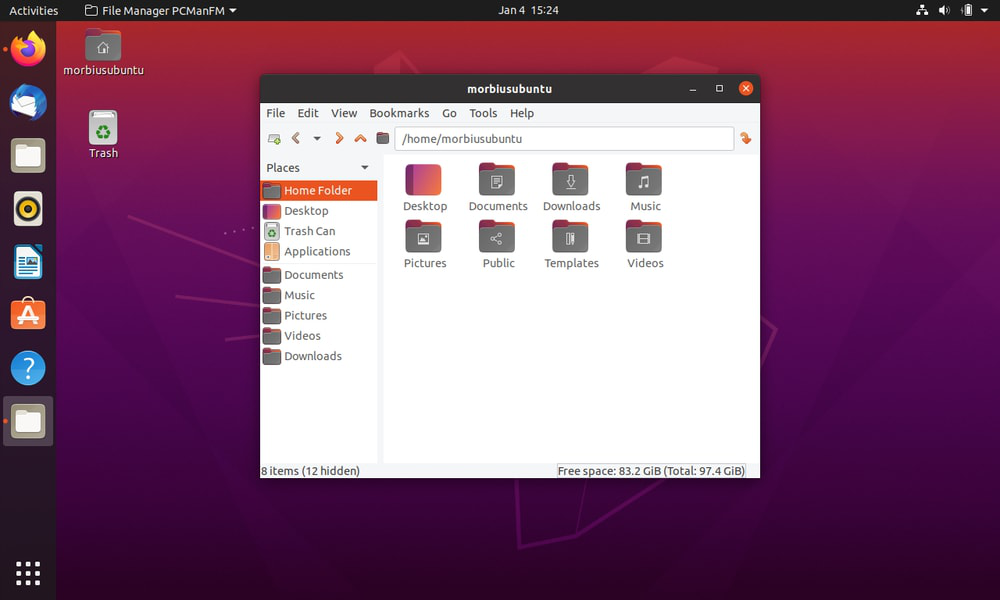 Activities File Manager PCManFM Jan 4 15:24
morbiusubuntu
Trash
morbiusubuntu
File Edit View Bookmarks Go Tools Help
/home/morbiusubuntu
Places
Home Folder
Desktop
Trash Can
Applications
Documents
Music
Pictures
Videos
Downloads
Desktop Documents Downloads Music
Pictures Public Templates Videos
8 items (12 hidden) Free space: 83.2 GiB (Total: 97.4 GiB)